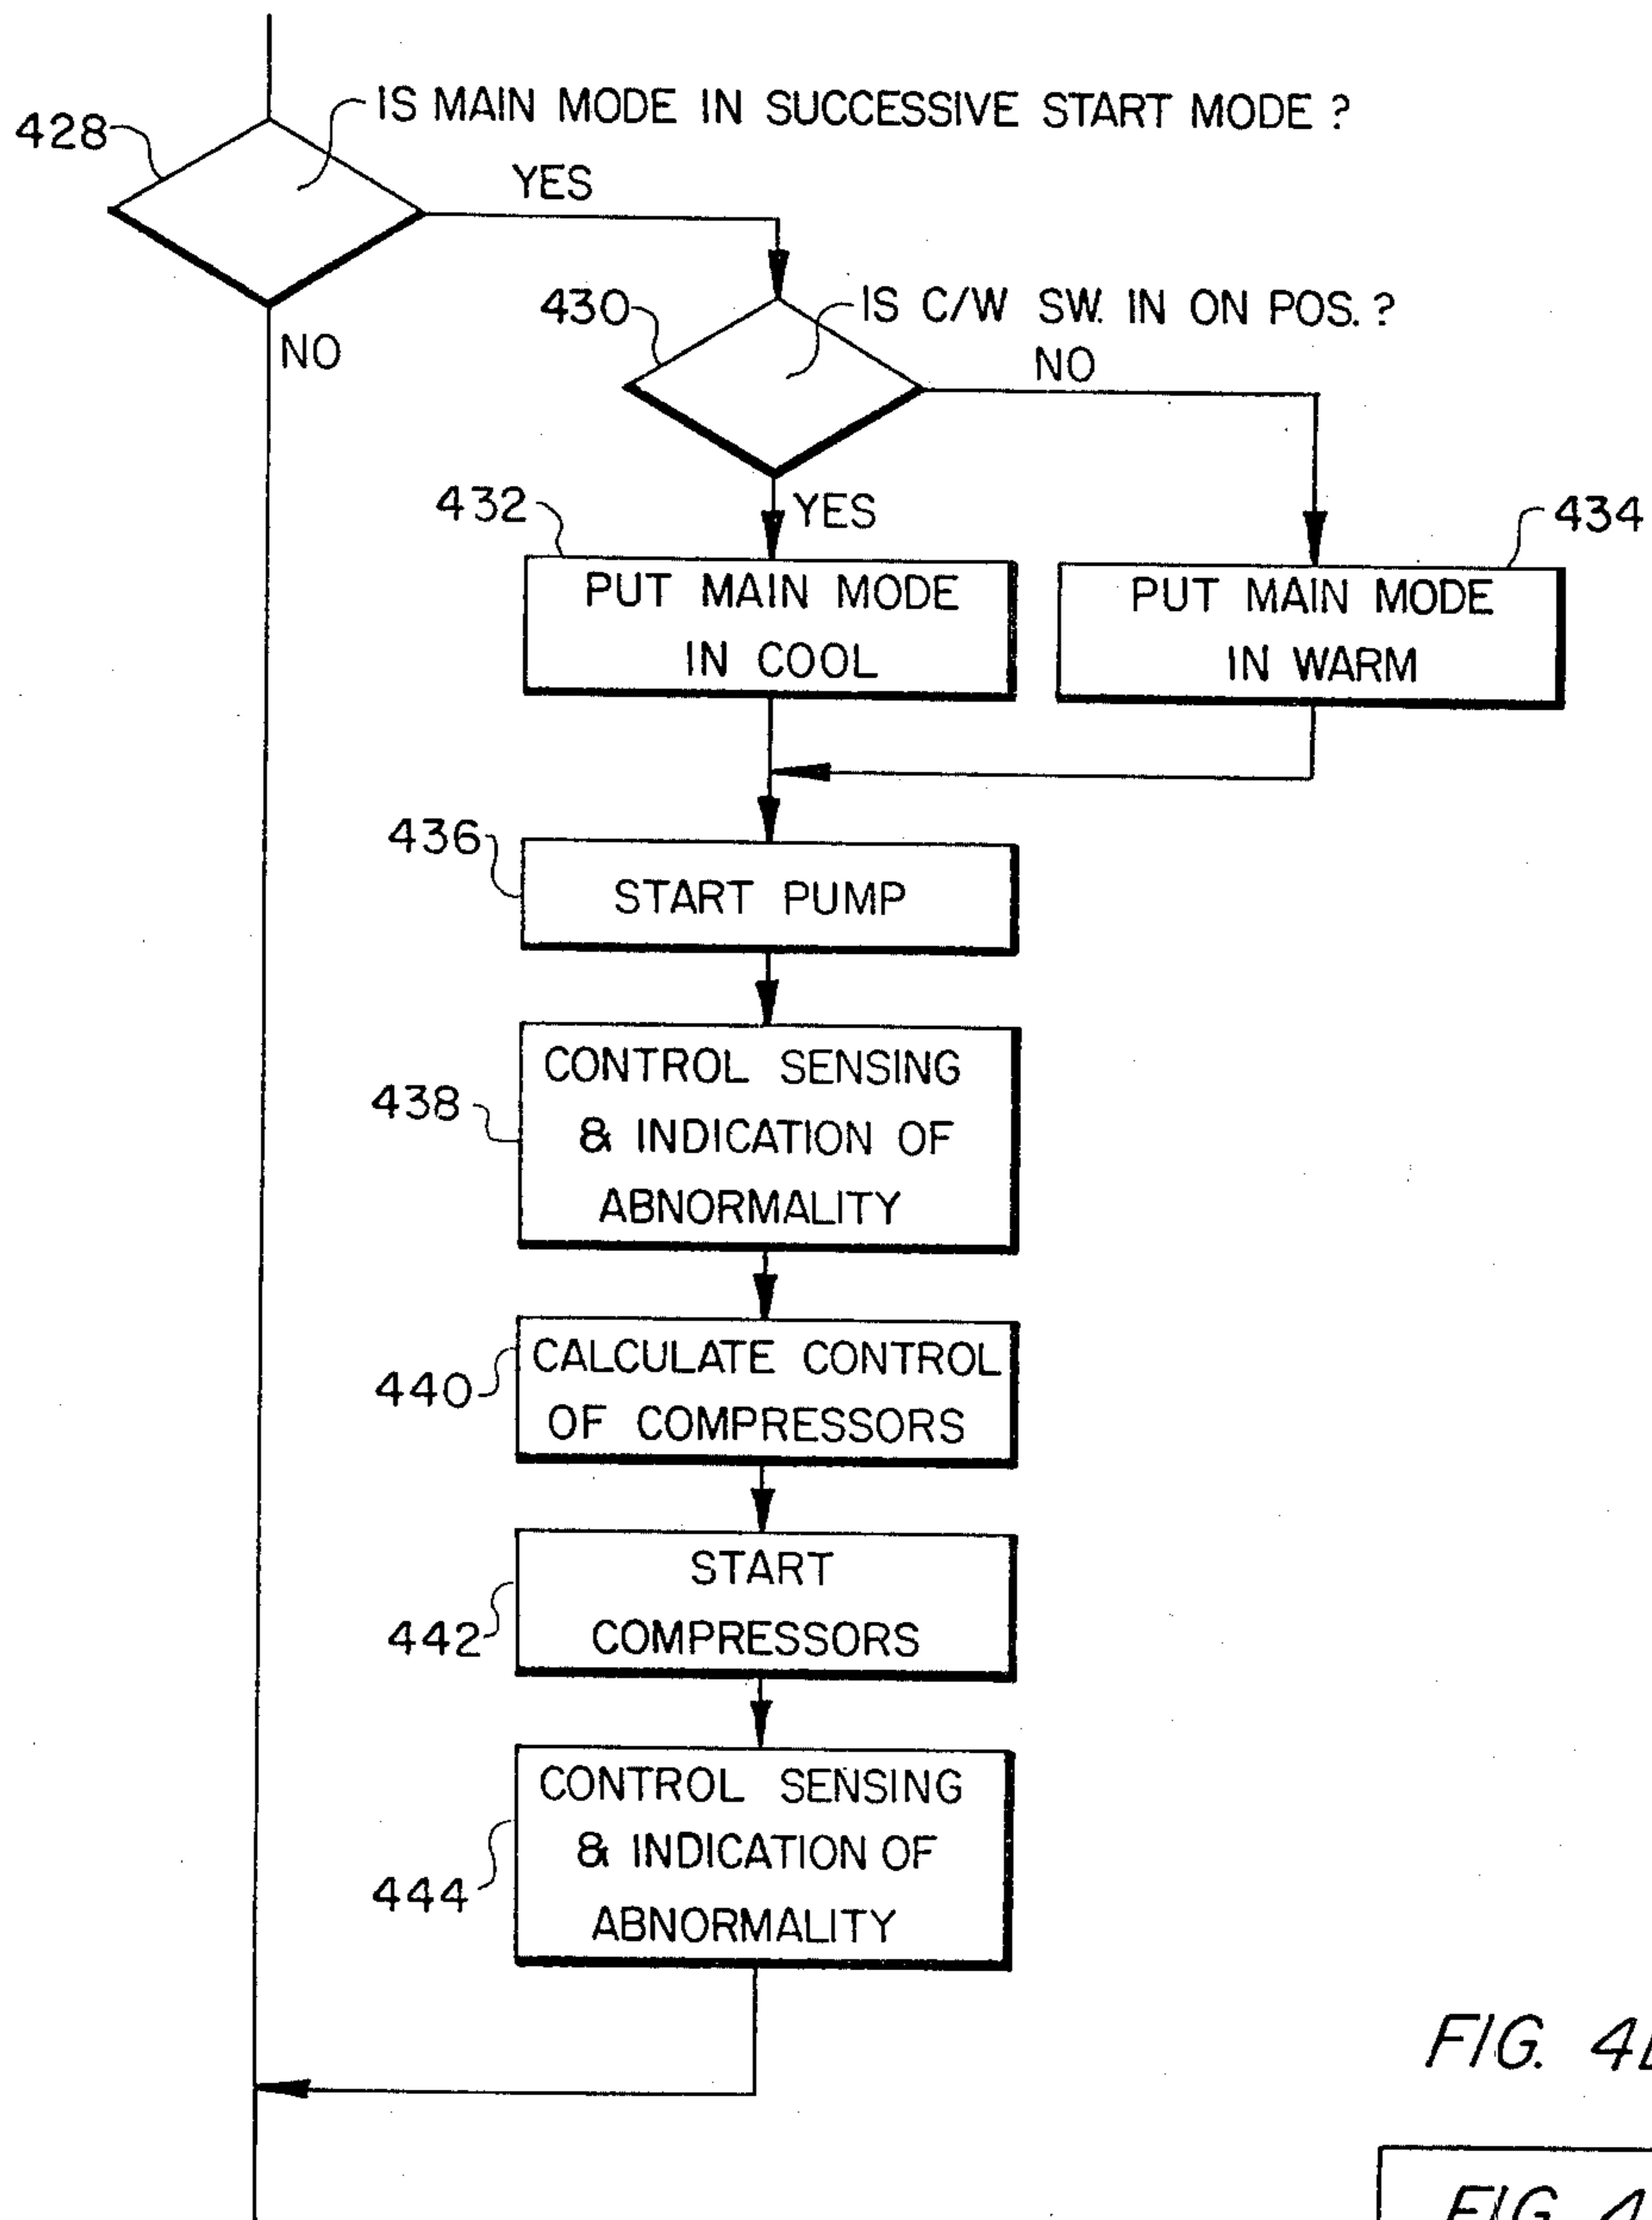 IS MAIN MODE IN SUCCESSIVE START MODE ?
428
YES
NO
430
IS C/W SW. IN ON POS. ?
NO
432
YES
434
PUT MAIN MODE
IN COOL
PUT MAIN MODE
IN WARM
436
START PUMP
438
CONTROL SENSING
& INDICATION OF
ABNORMALITY
440
CALCULATE CONTROL
OF COMPRESSORS
442
START
COMPRESSORS
444
CONTROL SENSING
& INDICATION OF
ABNORMALITY
FIG.
FIG.